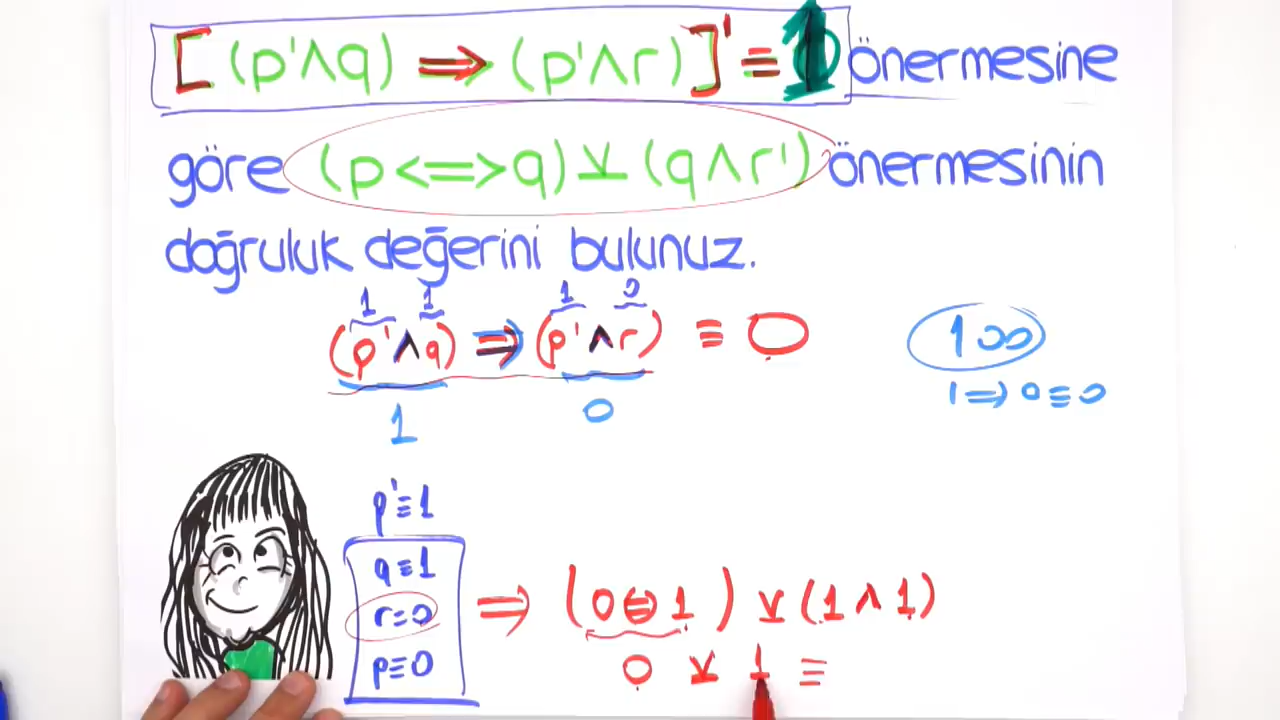 [(p'∧q) ⇒ (p'∧r)]' ≡ 1 önermesine
göre (p<=>q) ⊻ (q∧r') önermesinin
doğruluk değerini bulunuz.
1 1 1 0
(p'∧q) ⇒ (p'∧r) ≡ 0
100
1 ⇒ 0 ≡ 0
1 0
p' ≡ 1
q ≡ 1
r = 0 ⇒ (0 ⇔ 1) ⊻ (1 ∧ 1)
p ≡ 0 0 ⊻ 1 ≡